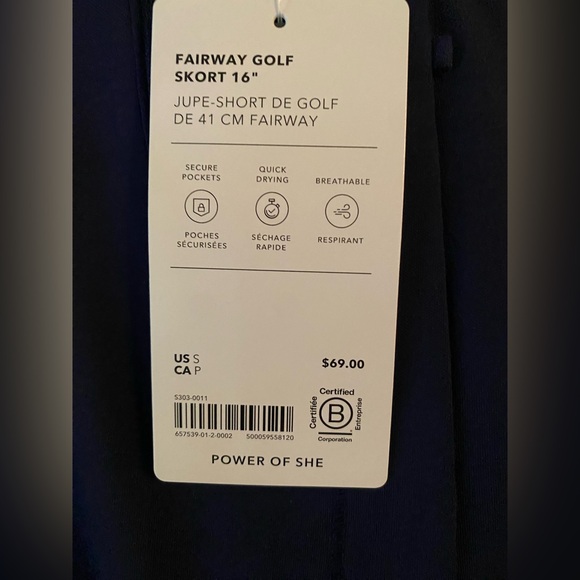 FAIRWAY GOLF
SKORT 16"
JUPE-SHORT DE GOLF
DE 41 CM FAIRWAY
SECURE
POCKETS
QUICK
DRYING
BREATHABLE
POCHES
SÉCURISÉES
SÉCHAGE
RAPIDE
RESPIRANT
US S
CA P
$69.00
S303-0011
657539-01-2-0002 500059558120
Certified
Certifiée
B
Entreprise
Corporation
POWER OF SHE